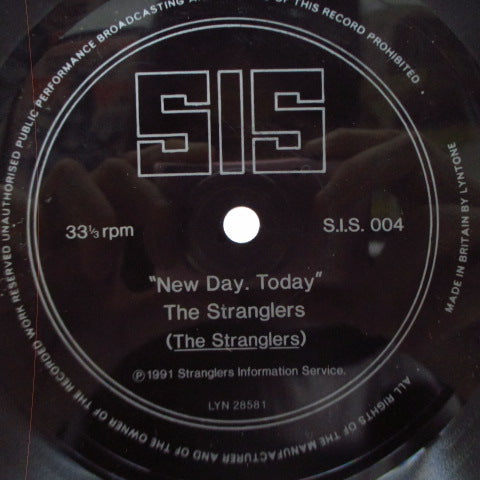 SIS
33⅓ rpm
S.I.S. 004
"New Day. Today"
The Stranglers
(The Stranglers)
℗ 1991 Stranglers Information Service.
LYN 28581
MADE IN BRITAIN BY LYNTONE
ALL RIGHTS OF THE MANUFACTURER AND OF THE OWNER OF THE RECORDED WORK RESERVED UNAUTHORISED PUBLIC PERFORMANCE BROADCASTING AND OF THIS RECORD PROHIBITED